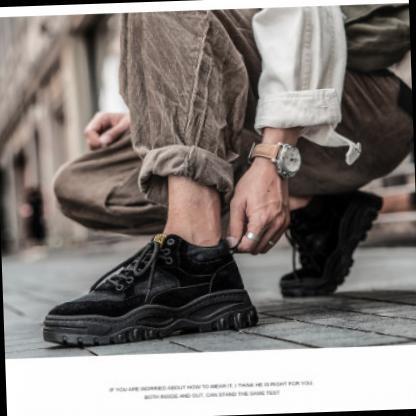 IF YOU ARE WORRIED ABOUT HOW TO WEAR IT, I THINK HE IS RIGHT FOR YOU.
BOTH INSIDE AND OUT, CAN STAND THE SAME TEST